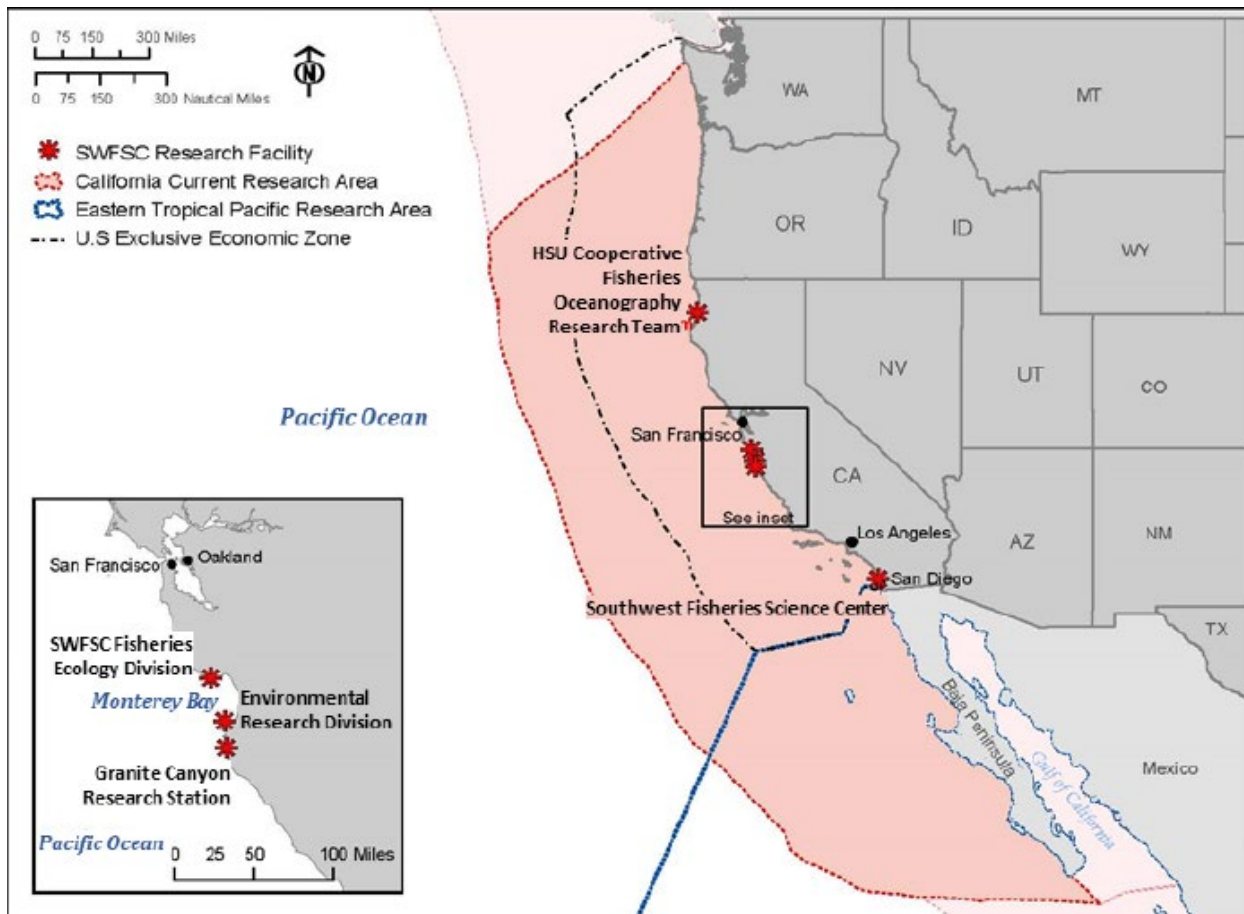 0 75 150 300 Miles
0 75 150 300 Nautical Miles
N
SWFSC Research Facility
California Current Research Area
Eastern Tropical Pacific Research Area
U.S Exclusive Economic Zone
WA
MT
OR
ID
WY
HSU Cooperative
Fisheries
Oceanography
Research Team
NV
UT
CO
Pacific Ocean
San Francisco
CA
See inset
Los Angeles
AZ
NM
San Diego
Southwest Fisheries Science Center
TX
Baja Peninsula
Gulf of California
Mexico
San Francisco
Oakland
SWFSC Fisheries
Ecology Division
Monterey Bay
Environmental
Research Division
Granite Canyon
Research Station
Pacific Ocean
0 25 50 100 Miles